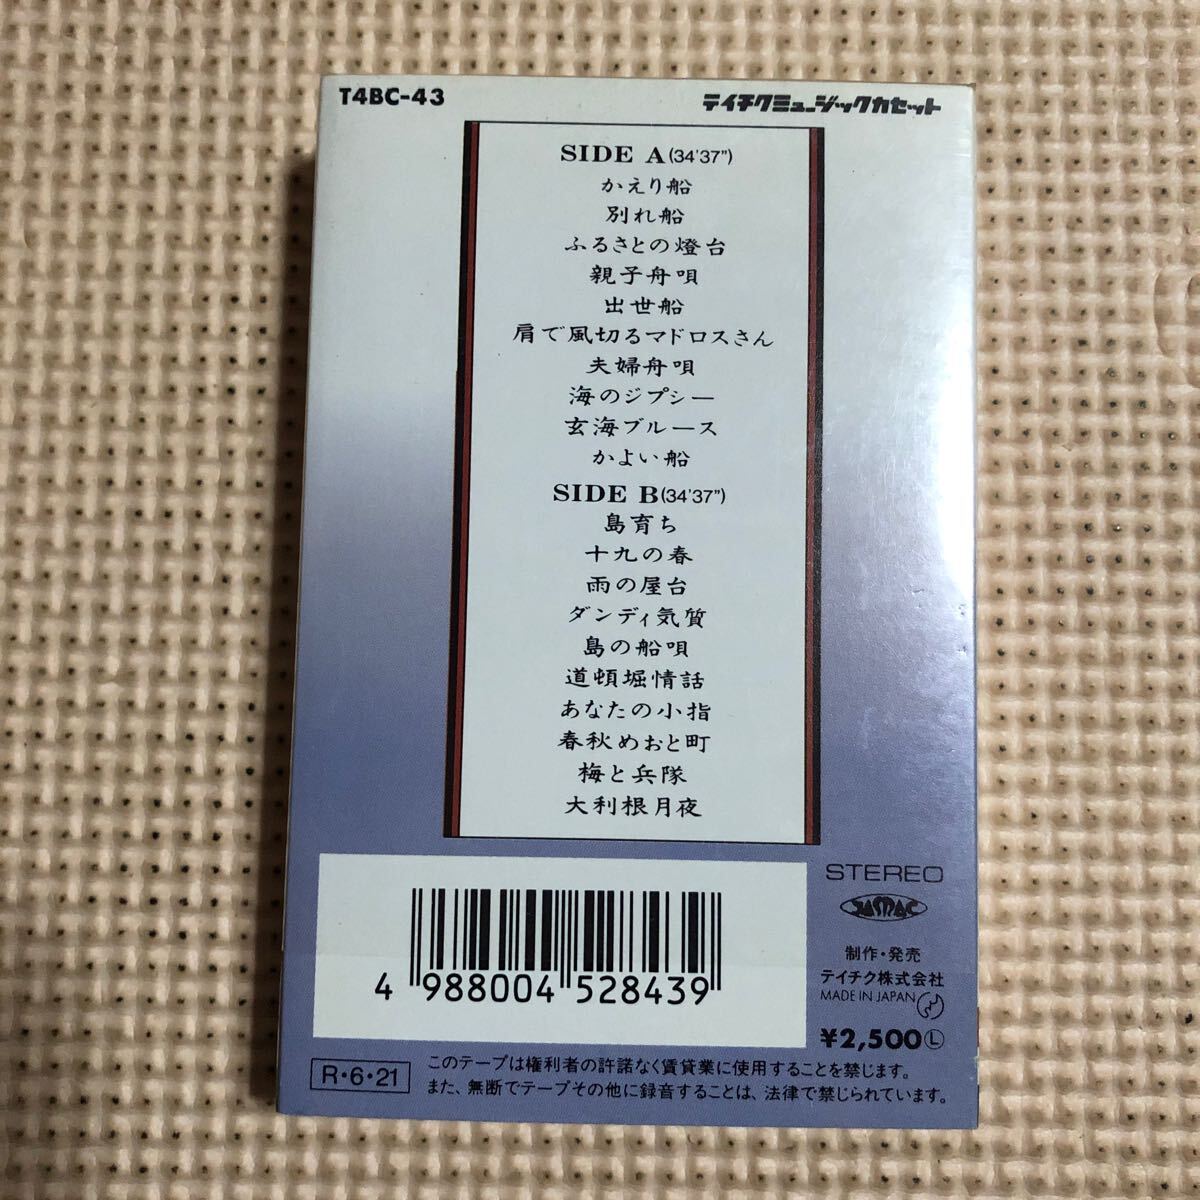 T4BC-43
テイチクミュージックカセット
SIDE A(34'37")
かえり船
別れ船
ふるさとの燈台
親子舟唄
出世船
肩で風切るマドロスさん
夫婦舟唄
海のジプシー
玄海ブルース
かよい船
SIDE B(34'37")
島育ち
十九の春
雨の屋台
ダンディ気質
島の船唄
道頓堀情話
あなたの小指
春秋めおと町
梅と兵隊
大利根月夜
STEREO
JASRAC
制作・発売
テイチク株式会社
MADE IN JAPAN
¥2,500Ⓛ
4 988004 528439
R・6・21
このテープは権利者の許諾なく賃貸業に使用することを禁じます。
また、無断でテープその他に録音することは、法律で禁じられています。